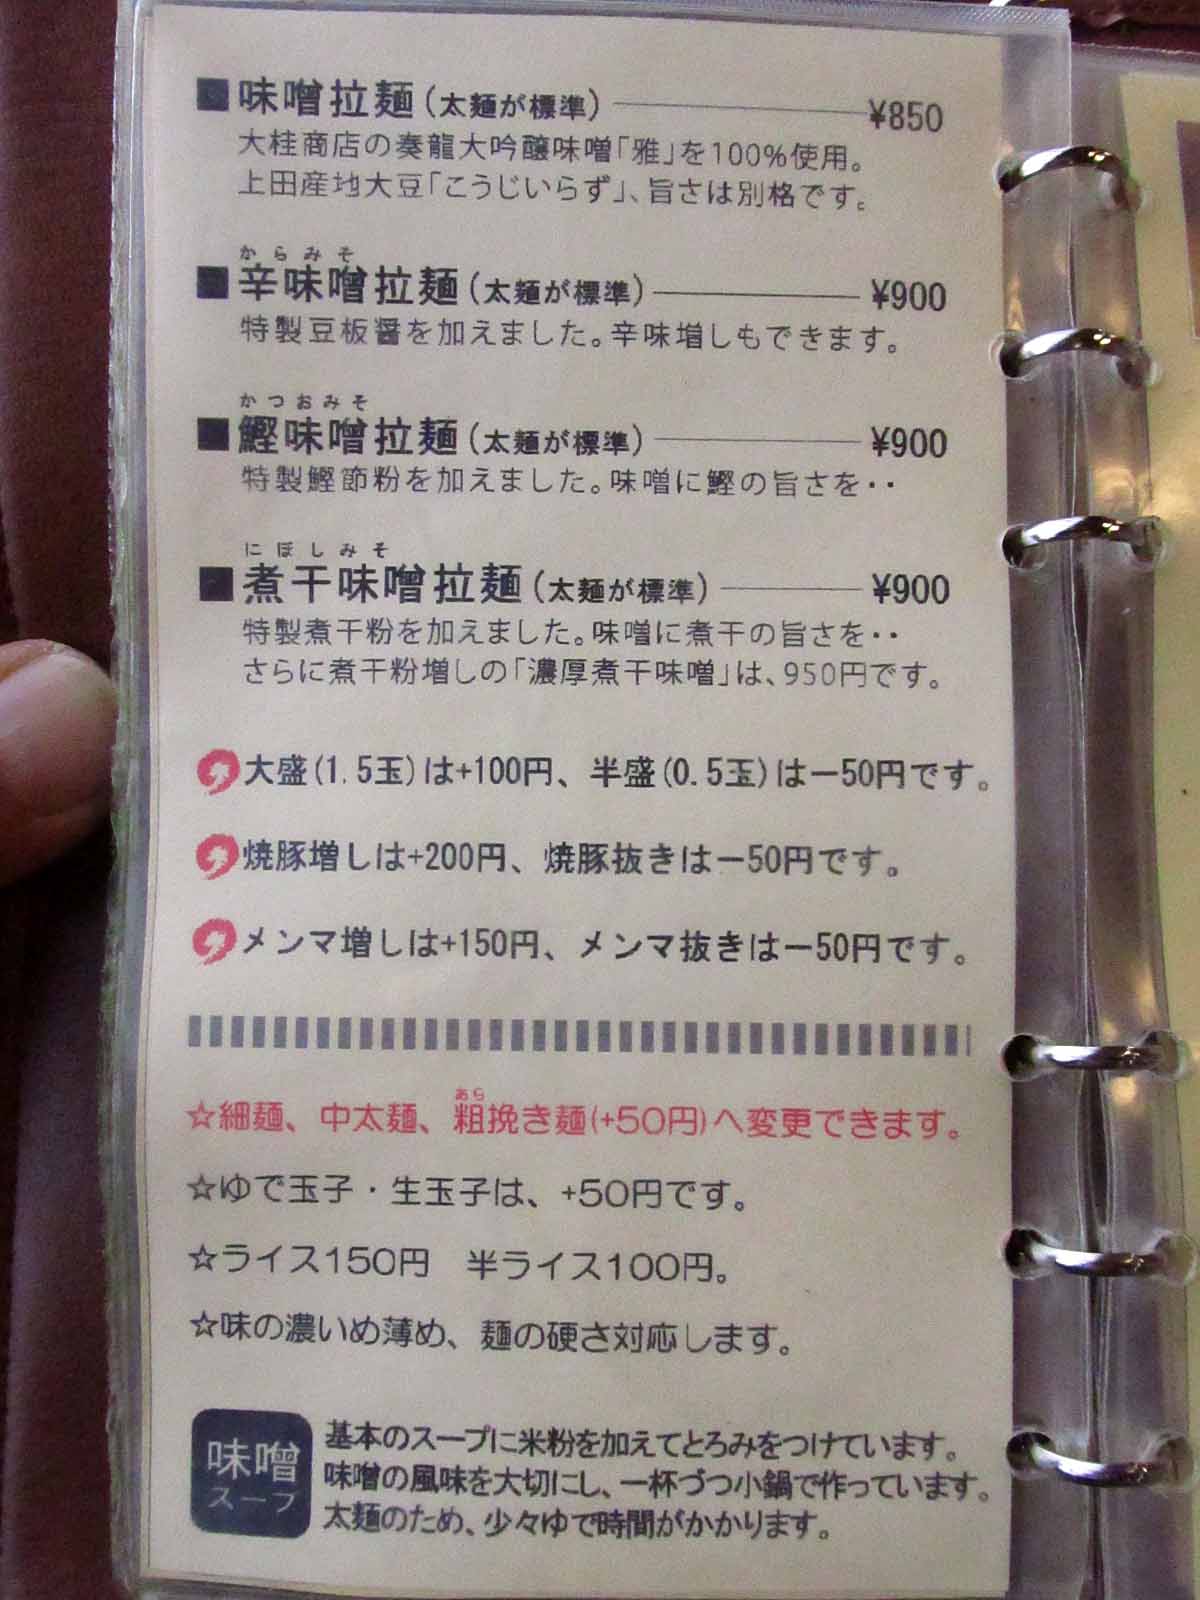 ■味噌拉麺(太麺が標準) ¥850
大桂商店の奏龍大吟醸味噌「雅」を100%使用。
上田産地大豆「こうじいらず」、旨さは別格です。
からみそ
■辛味噌拉麺(太麺が標準) ¥900
特製豆板醤を加えました。辛味増しもできます。
かつおみそ
■鰹味噌拉麺(太麺が標準) ¥900
特製鰹節粉を加えました。味噌に鰹の旨さを・・
にぼしみそ
■煮干味噌拉麺(太麺が標準) ¥900
特製煮干粉を加えました。味噌に煮干の旨さを・・
さらに煮干粉増しの「濃厚煮干味噌」は、950円です。
大盛(1.5玉)は+100円、半盛(0.5玉)はー50円です。
焼豚増しは+200円、焼豚抜きはー50円です。
メンマ増しは+150円、メンマ抜きはー50円です。
あら
☆細麺、中太麺、粗挽き麺(+50円)へ変更できます。
☆ゆで玉子・生玉子は、+50円です。
☆ライス150円 半ライス100円。
☆味の濃いめ薄め、麺の硬さ対応します。
味噌
スープ
基本のスープに米粉を加えてとろみをつけています。
味噌の風味を大切にし、一杯づつ小鍋で作っています。
太麺のため、少々ゆで時間がかかります。